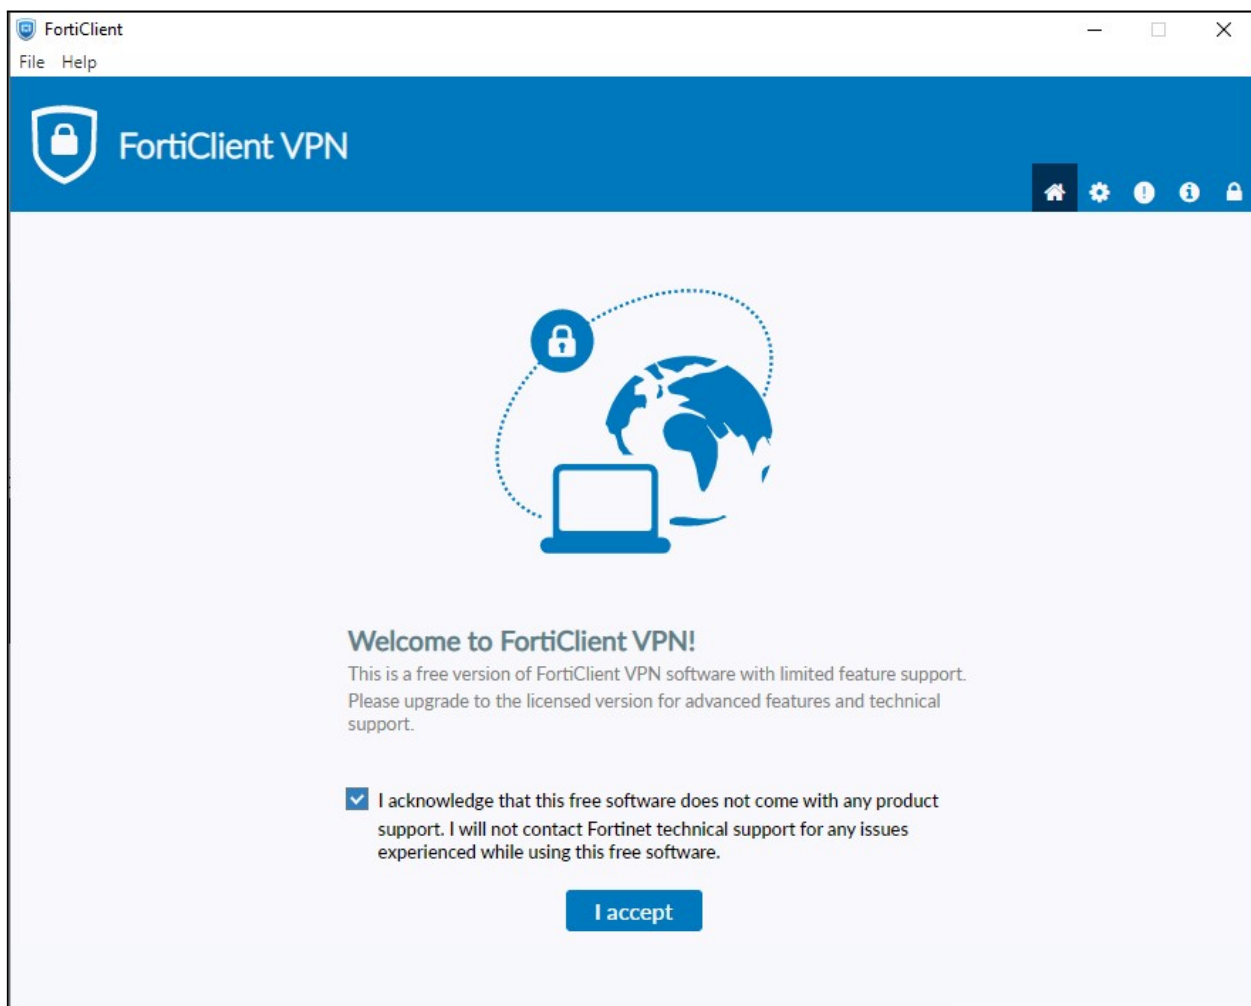 FortiClient
File Help
FortiClient VPN
Welcome to FortiClient VPN!
This is a free version of FortiClient VPN software with limited feature support.
Please upgrade to the licensed version for advanced features and technical
support.
I acknowledge that this free software does not come with any product
support. I will not contact Fortinet technical support for any issues
experienced while using this free software.
I accept